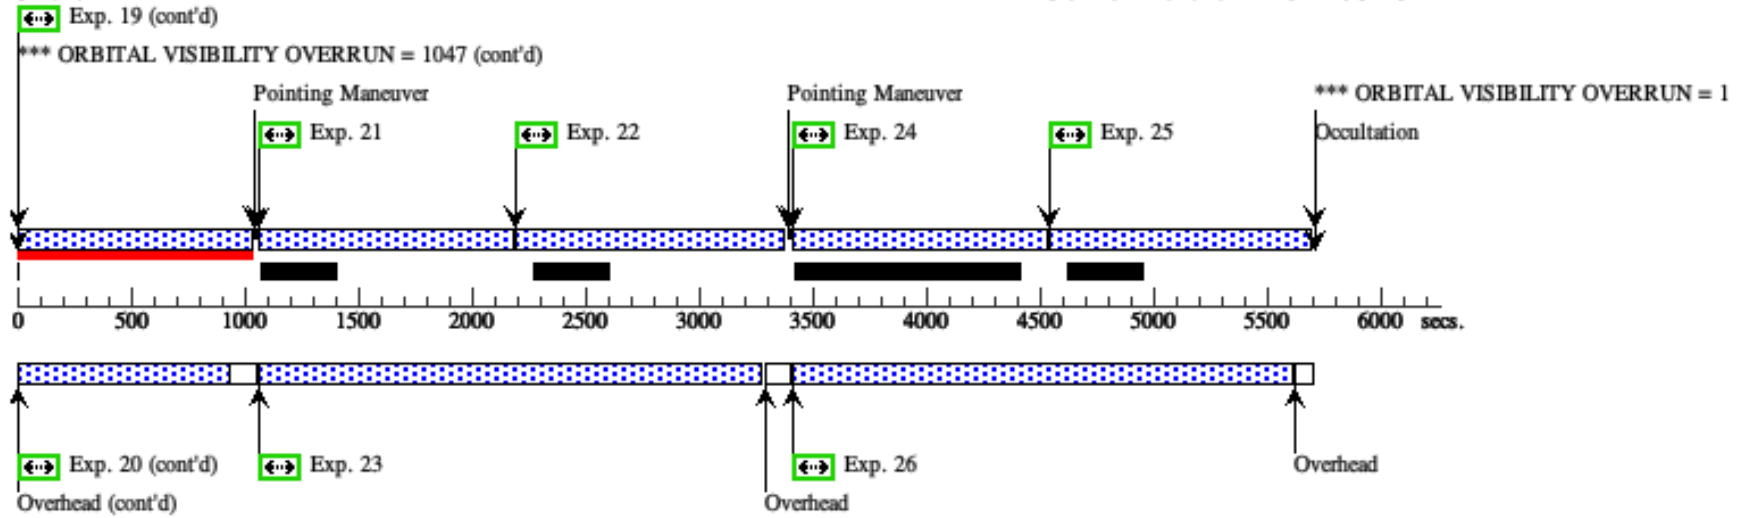 Exp. 19 (cont'd)
*** ORBITAL VISIBILITY OVERRUN = 1047 (cont'd)
Pointing Maneuver Pointing Maneuver *** ORBITAL VISIBILITY OVERRUN = 1
Exp. 21 Exp. 22 Exp. 24 Exp. 25 Occultation
0 500 1000 1500 2000 2500 3000 3500 4000 4500 5000 5500 6000 secs.
Exp. 20 (cont'd) Exp. 23 Exp. 26 Overhead
Overhead (cont'd) Overhead